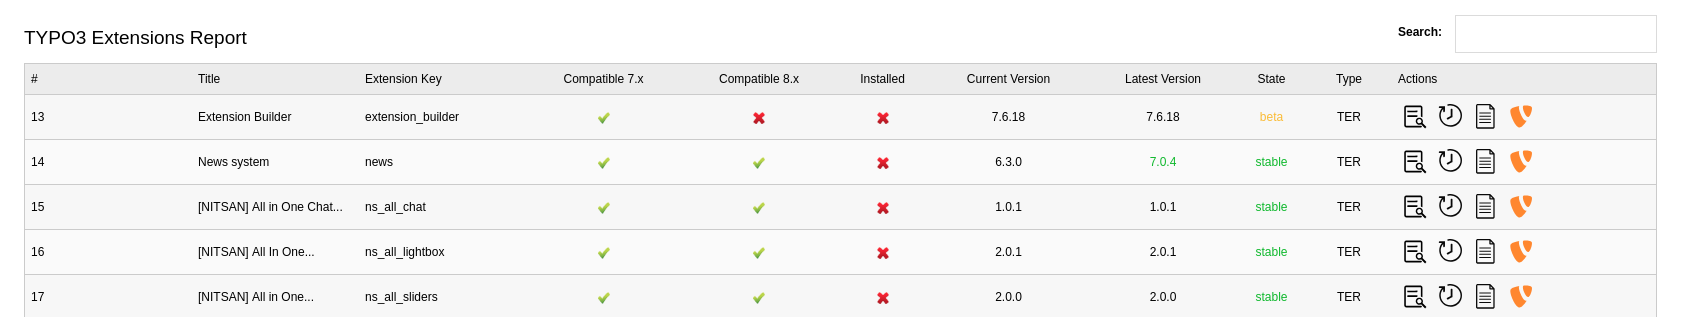 Search:
TYPO3 Extensions Report
# Title Extension Key Compatible 7.x Compatible 8.x Installed Current Version Latest Version State Type Actions
13 Extension Builder extension_builder 7.6.18 7.6.18 beta TER
14 News system news 6.3.0 7.0.4 stable TER
15 [NITSAN] All in One Chat... ns_all_chat 1.0.1 1.0.1 stable TER
16 [NITSAN] All In One... ns_all_lightbox 2.0.1 2.0.1 stable TER
17 [NITSAN] All in One... ns_all_sliders 2.0.0 2.0.0 stable TER